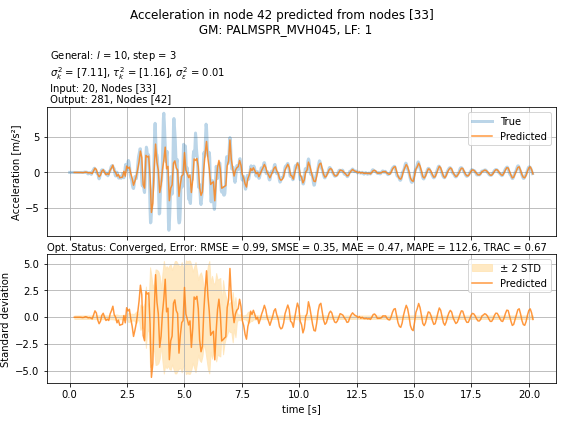 Acceleration in node 42 predicted from nodes [33]
GM: PALMSPR_MVH045, LF: 1
General: l = 10, step = 3
σ²ₖ = [7.11], τ²ₖ = [1.16], σ²ε = 0.01
Input: 20, Nodes [33]
Output: 281, Nodes [42]
True
Predicted
5
0
−5
Acceleration [m/s²]
Opt. Status: Converged, Error: RMSE = 0.99, SMSE = 0.35, MAE = 0.47, MAPE = 112.6, TRAC = 0.67
± 2 STD
Predicted
5.0
2.5
0.0
−2.5
−5.0
Standard deviation
0.0 2.5 5.0 7.5 10.0 12.5 15.0 17.5 20.0
time [s]